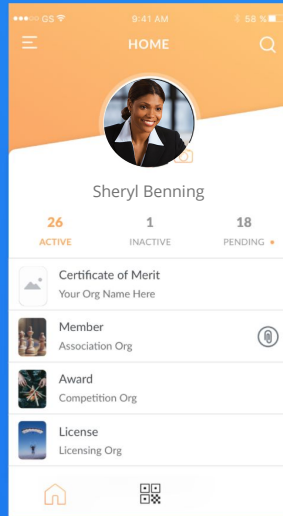 GS 9:41 AM 58 %
HOME
Sheryl Benning
26 1 18
ACTIVE INACTIVE PENDING
Certificate of Merit
Your Org Name Here
Member
Association Org
Award
Competition Org
License
Licensing Org